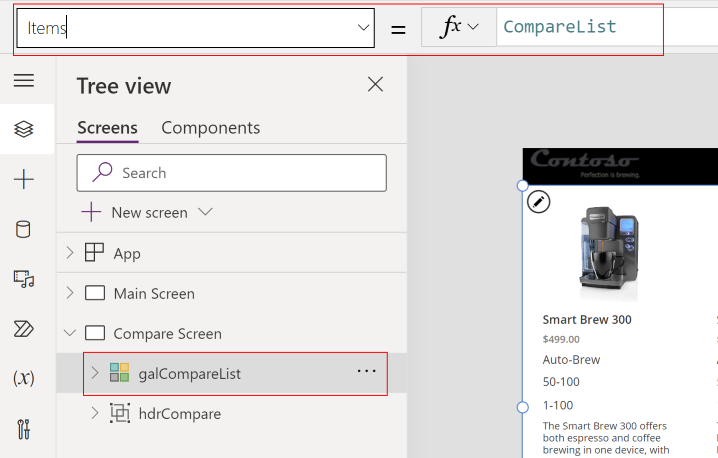 Items = fx CompareList
Tree view
Screens Components
Search
New screen
App
Main Screen
Compare Screen
galCompareList ...
hdrCompare
(x)
Contoso
Perfection is brewing.
Smart Brew 300
$499.00
Auto-Brew
50-100
1-100
The Smart Brew 300 offers
both espresso and coffee
brewing in one device, with